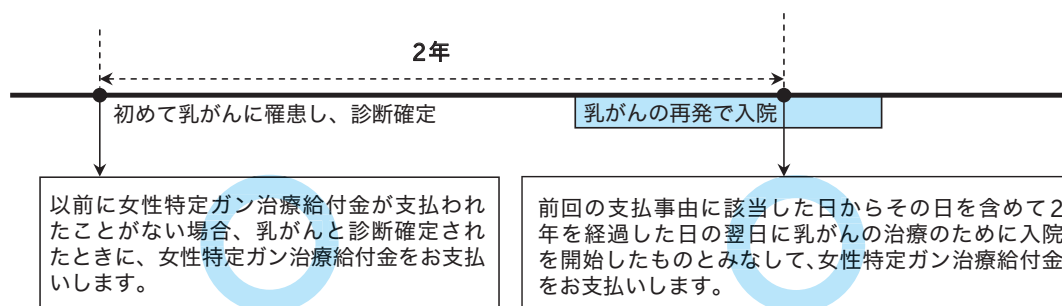 2年
初めて乳がんに罹患し、診断確定
乳がんの再発で入院
以前に女性特定ガン治療給付金が支払われ
たことがない場合、乳がんと診断確定され
たときに、女性特定ガン治療給付金をお支払
いします。
前回の支払事由に該当した日からその日を含めて2
年を経過した日の翌日に乳がんの治療のために入院
を開始したものとみなして、女性特定ガン治療給付金
をお支払いします。